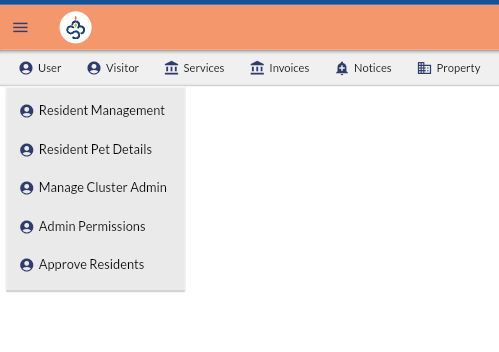 User Visitor Services Invoices Notices Property
Resident Management
Resident Pet Details
Manage Cluster Admin
Admin Permissions
Approve Residents